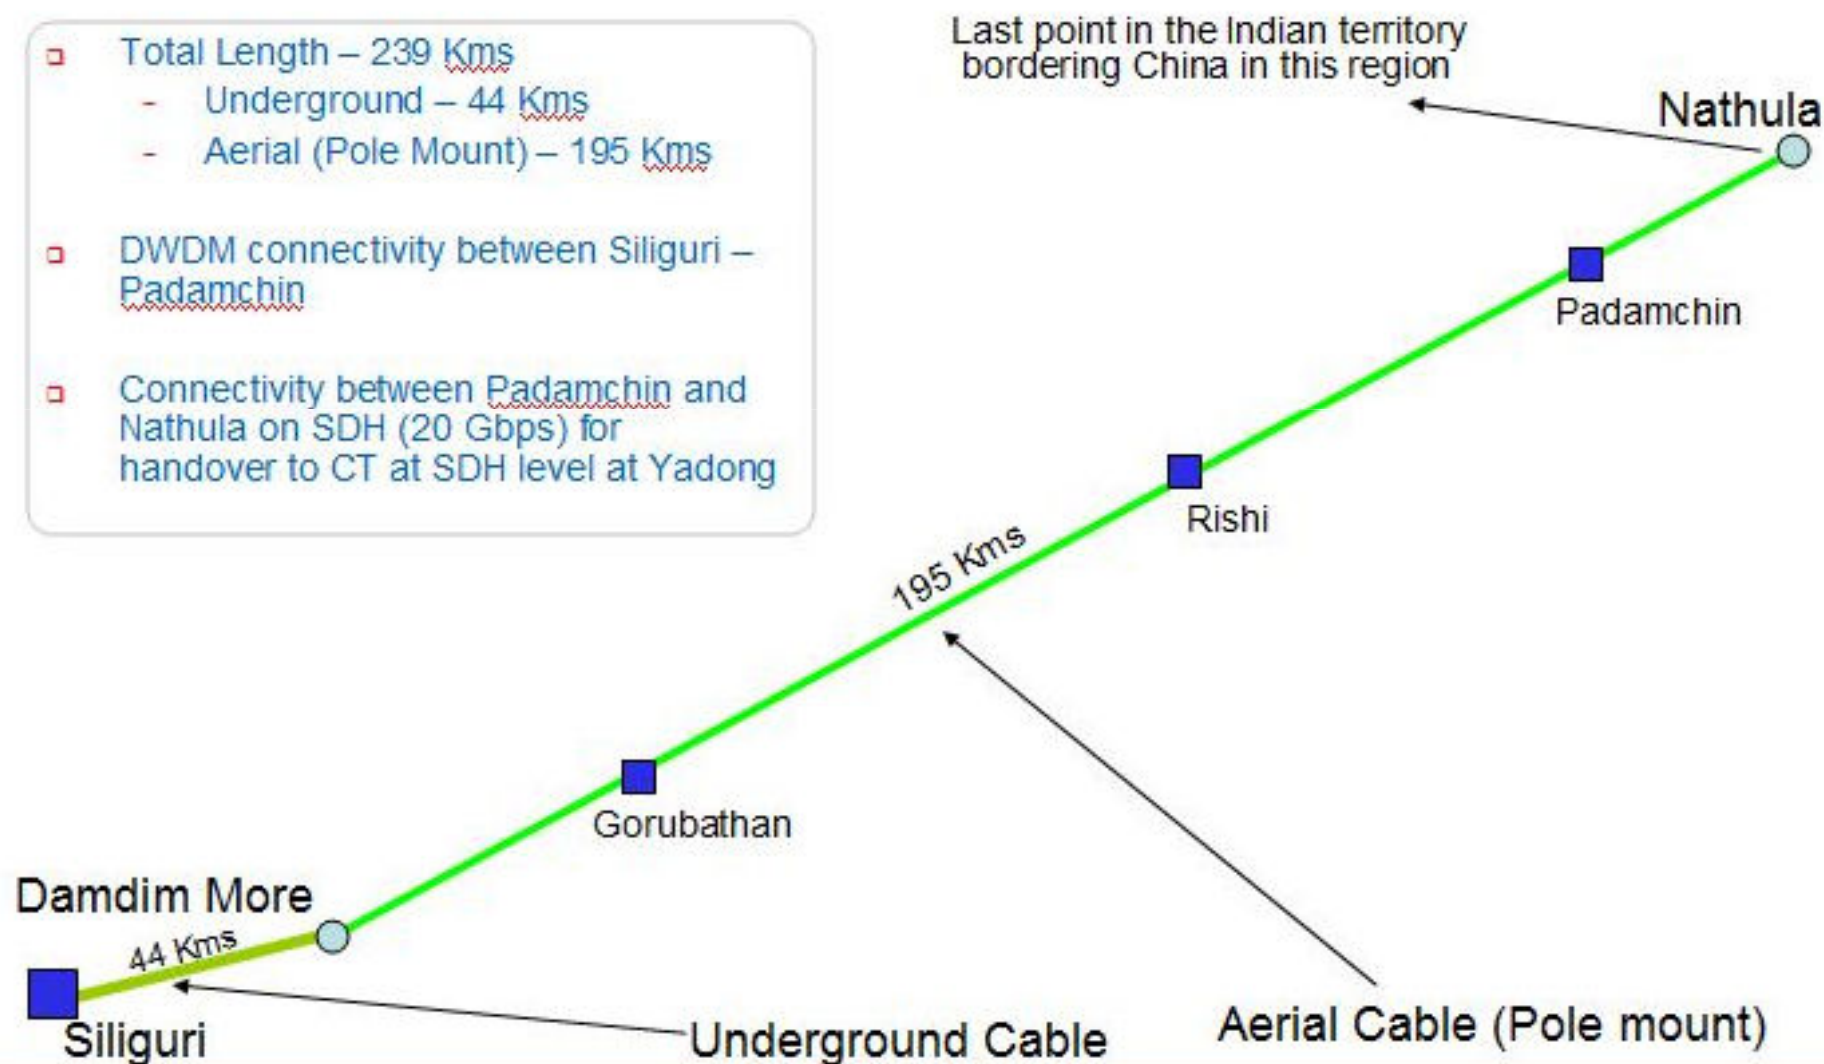 Total Length – 239 Kms
- Underground – 44 Kms
- Aerial (Pole Mount) – 195 Kms
DWDM connectivity between Siliguri –
Padamchin
Connectivity between Padamchin and
Nathula on SDH (20 Gbps) for
handover to CT at SDH level at Yadong
Last point in the Indian territory
bordering China in this region
Nathula
Padamchin
Rishi
195 Kms
Gorubathan
Damdim More
44 Kms
Siliguri
Underground Cable
Aerial Cable (Pole mount)